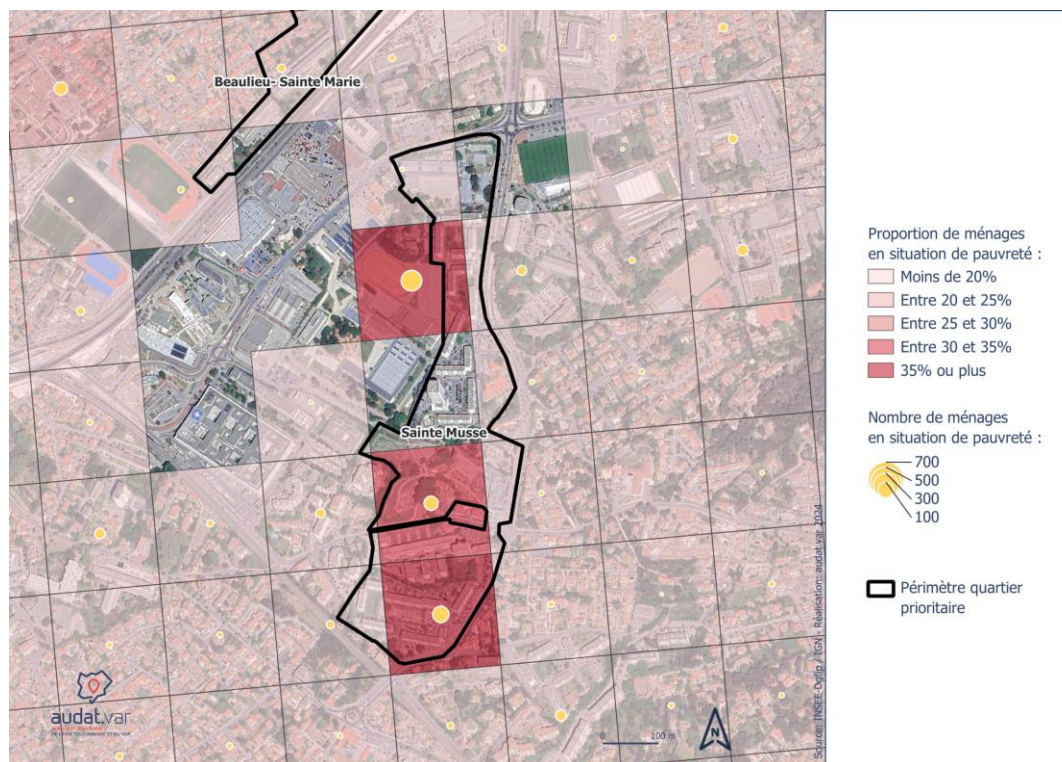 Beaulieu- Sainte Marie
Sainte Musse
Proportion de ménages
en situation de pauvreté :
Moins de 20%
Entre 20 et 25%
Entre 25 et 30%
Entre 30 et 35%
35% ou plus
Nombre de ménages
en situation de pauvreté :
700
500
300
100
Périmètre quartier
prioritaire
Source: INSEE-Dgfip / IGN - Réalisation: audat.var 2024
audat.var
N
0 100 m